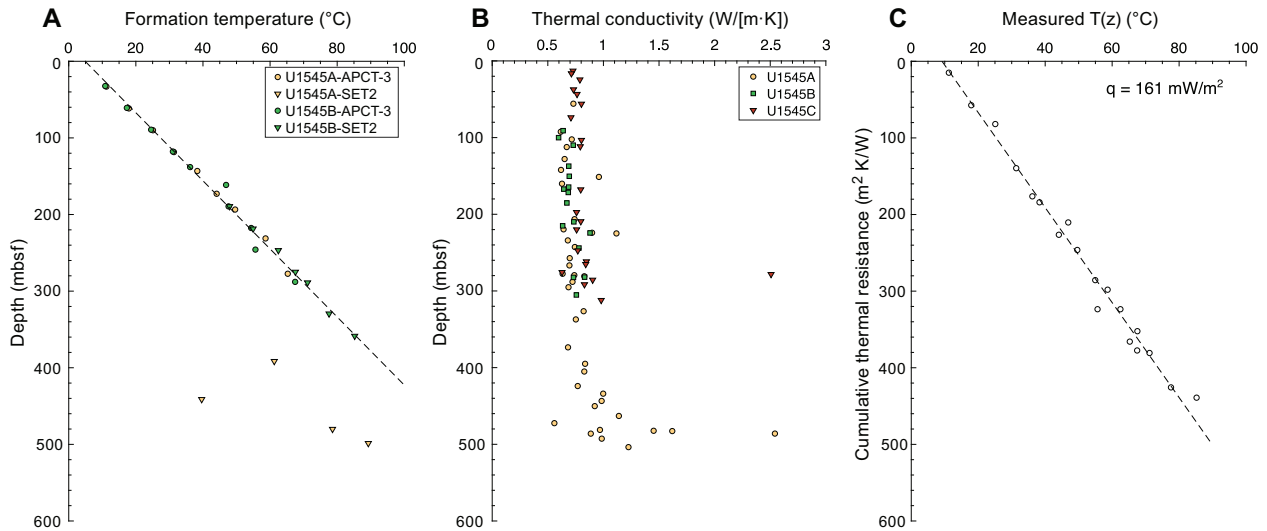 A
Formation temperature (°C)
0 20 40 60 80 100
0
100
200
300
400
500
600
Depth (mbsf)
U1545A-APCT-3
U1545A-SET2
U1545B-APCT-3
U1545B-SET2
B
Thermal conductivity (W/[m·K])
0 0.5 1 1.5 2 2.5 3
0
100
200
300
400
500
600
Depth (mbsf)
U1545A
U1545B
U1545C
C
Measured T(z) (°C)
0 20 40 60 80 100
0
100
200
300
400
500
600
Cumulative thermal resistance (m² K/W)
q = 161 mW/m²